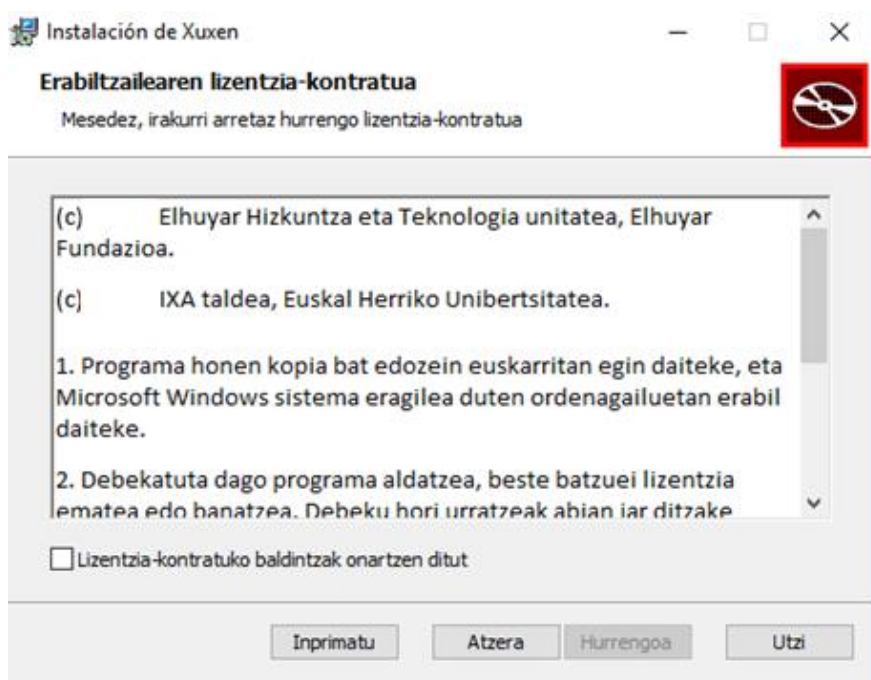 Instalación de Xuxen
Erabiltzailearen lizentzia-kontratua
Mesedez, irakurri arretaz hurrengo lizentzia-kontratua
(c) Elhuyar Hizkuntza eta Teknologia unitatea, Elhuyar
Fundazioa.
(c) IXA taldea, Euskal Herriko Unibertsitatea.
1. Programa honen kopia bat edozein euskarritan egin daiteke, eta
Microsoft Windows sistema eragilea duten ordenagailuetan erabil
daiteke.
2. Debekatuta dago programa aldatzea, beste batzuei lizentzia
ematea edo banatzea. Debeku hori urratzeak abian jar ditzake
Lizentzia-kontratuko baldintzak onartzen ditut
Inprimatu Atzera Hurrengoa Utzi